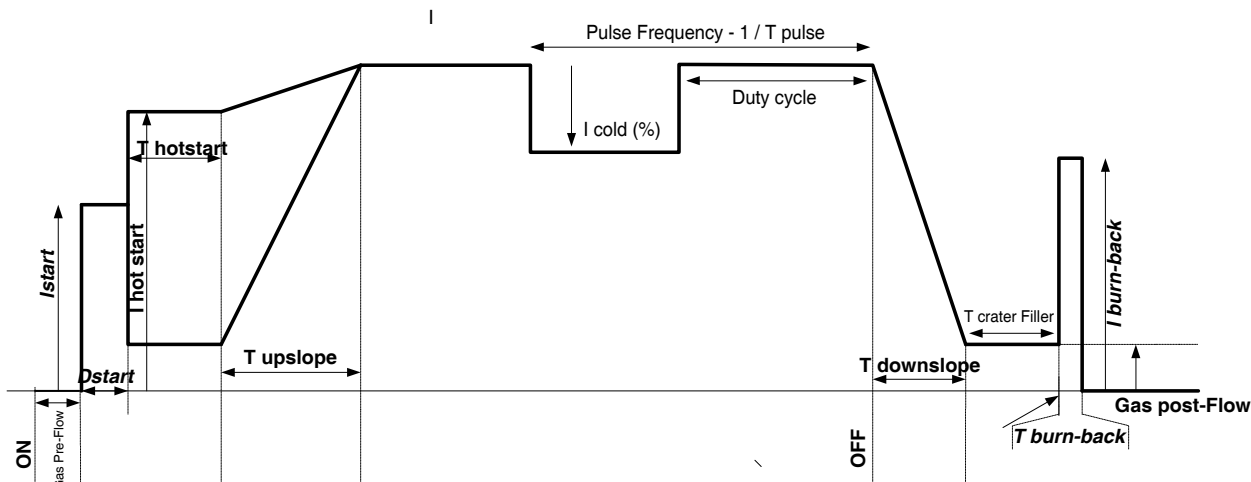 I
Pulse Frequency - 1 / T pulse
Duty cycle
I cold (%)
T hotstart
Istart
I hot start
I burn-back
T crater Filler
T upslope
T downslope
Dstart
Gas post-Flow
T burn-back
ON
Gas Pre-Flow
OFF